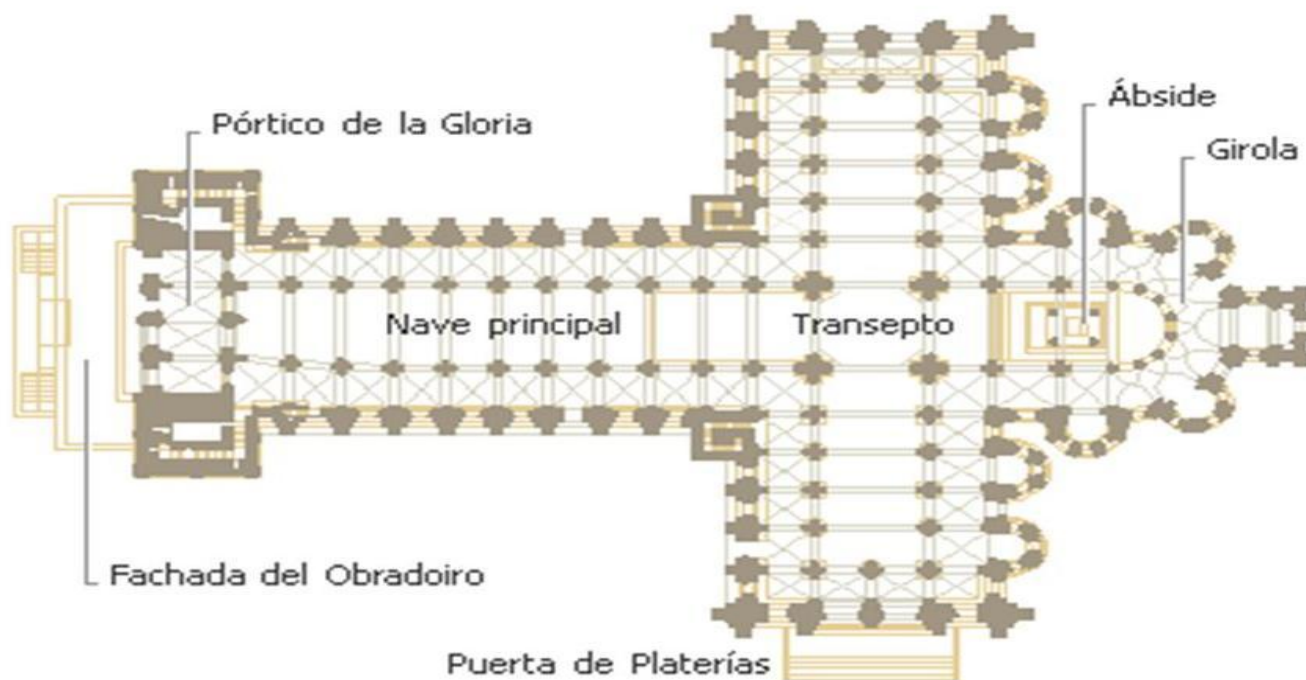 Ábside
Pórtico de la Gloria
Girola
Nave principal
Transepto
Fachada del Obradoiro
Puerta de Platerías